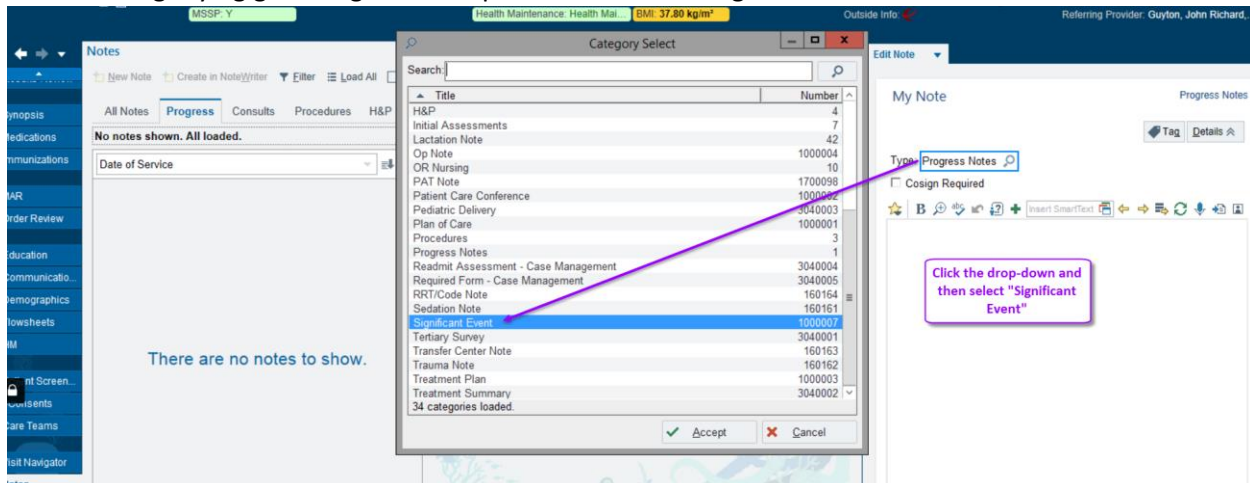 MSSP: Y
Health Maintenance: Health Mai...
BMI: 37.80 kg/m²
Outside Info:
Referring Provider: Guyton, John Richard,
Synopsis
Medications
Immunizations
MAR
Order Review
Education
Communicatio...
Demographics
Flowsheets
Consents
Care Teams
Visit Navigator
Notes
New Note
Create in NoteWriter
Filter
Load All
All Notes
Progress
Consults
Procedures
H&P
No notes shown. All loaded.
Date of Service
There are no notes to show.
Category Select
Search:
Title Number
H&P 4
Initial Assessments 7
Lactation Note 42
Op Note 1000004
OR Nursing 10
PAT Note 1700098
Patient Care Conference 1000002
Pediatric Delivery 3040003
Plan of Care 1000001
Procedures 3
Progress Notes 1
Readmit Assessment - Case Management 3040004
Required Form - Case Management 3040005
RRT/Code Note 160164
Sedation Note 160161
Significant Event 1000007
Tertiary Survey 3040001
Transfer Center Note 160163
Trauma Note 160162
Treatment Plan 1000003
Treatment Summary 3040002
34 categories loaded.
Accept
Cancel
Edit Note
My Note
Progress Notes
Tag
Details
Type: Progress Notes
Cosign Required
B
Insert SmartText
Click the drop-down and
then select "Significant
Event"